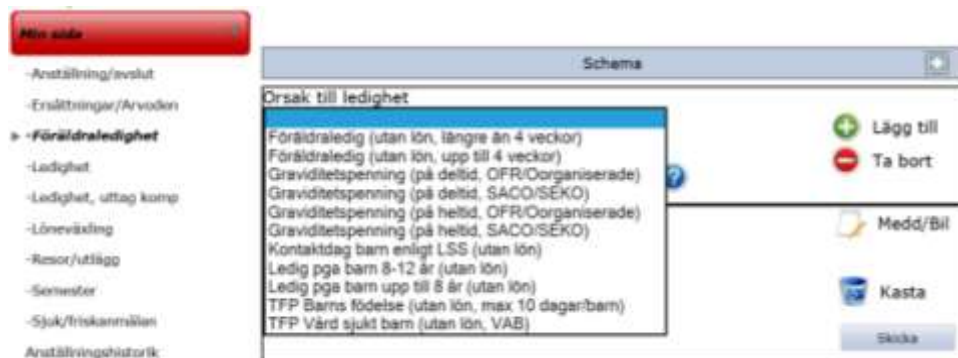 Min sida
-Anställning/avslut
-Ersättningar/Arvoden
-Föräldraledighet
-Ledighet
-Ledighet, uttag komp
-Löneväxling
-Resor/utlägg
-Semester
-Sjuk/friskanmälan
Anställningshistorik
Schema
Orsak till ledighet
Föräldraledig (utan lön, längre än 4 veckor)
Föräldraledig (utan lön, upp till 4 veckor)
Graviditetspenning (på deltid, OFR/Oorganiserade)
Graviditetspenning (på deltid, SACO/SEKO)
Graviditetspenning (på heltid, OFR/Oorganiserade)
Graviditetspenning (på heltid, SACO/SEKO)
Kontaktdag barn enligt LSS (utan lön)
Ledig pga barn 8-12 år (utan lön)
Ledig pga barn upp till 8 år (utan lön)
TFP Barns födelse (utan lön, max 10 dagar/barn)
TFP Vård sjukt barn (utan lön, VAB)
Lägg till
Ta bort
Medd/Bil
Kasta
Skicka